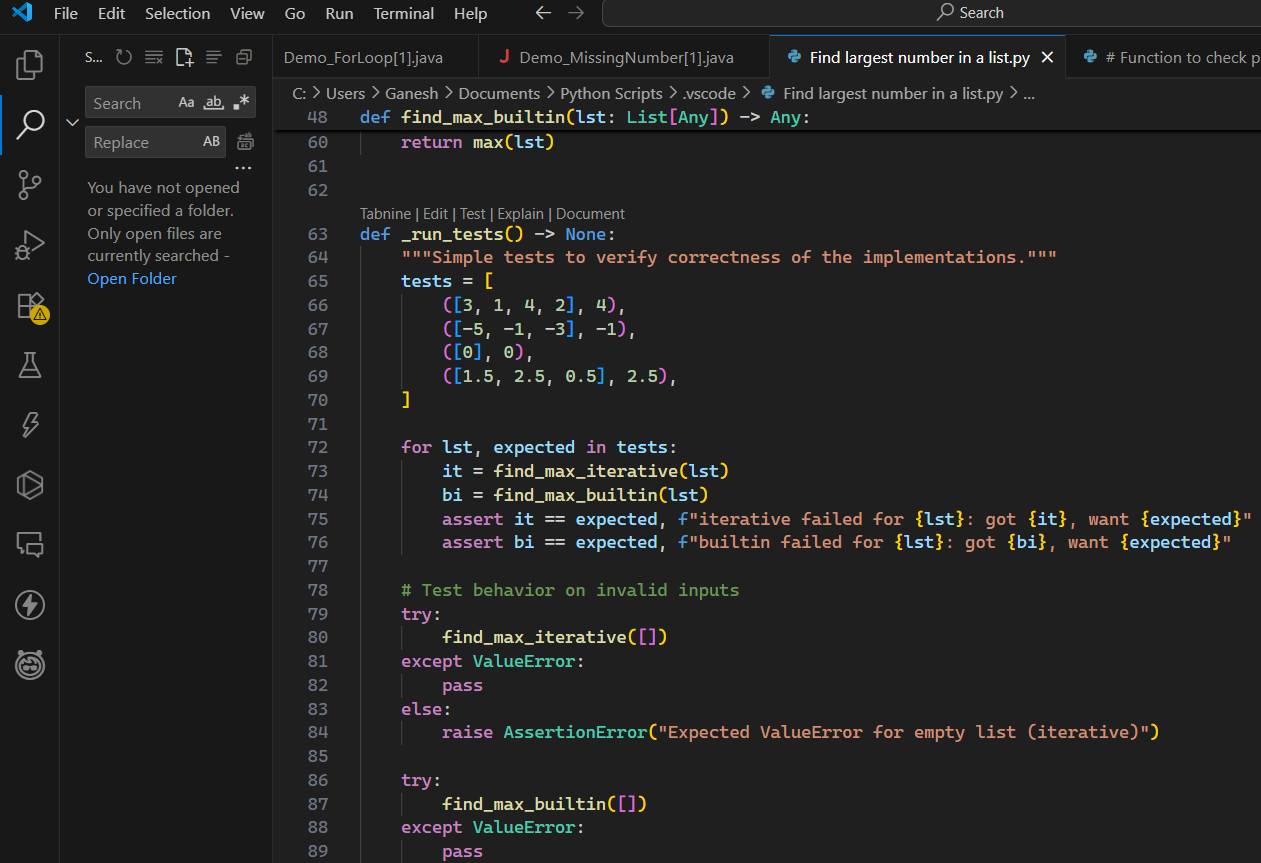 File Edit Selection View Go Run Terminal Help
Search
S...
Demo_ForLoop[1].java
J Demo_MissingNumber[1].java
Find largest number in a list.py
# Function to check p
C: > Users > Ganesh > Documents > Python Scripts > .vscode > Find largest number in a list.py > ...
Search Aa ab .*
Replace AB
You have not opened
or specified a folder.
Only open files are
currently searched -
Open Folder
48 def find_max_builtin(lst: List[Any]) -> Any:
60     return max(lst)
61
62
Tabnine | Edit | Test | Explain | Document
63 def _run_tests() -> None:
64     """Simple tests to verify correctness of the implementations."""
65     tests = [
66         ([3, 1, 4, 2], 4),
67         ([-5, -1, -3], -1),
68         ([0], 0),
69         ([1.5, 2.5, 0.5], 2.5),
70     ]
71
72     for lst, expected in tests:
73         it = find_max_iterative(lst)
74         bi = find_max_builtin(lst)
75         assert it == expected, f"iterative failed for {lst}: got {it}, want {expected}"
76         assert bi == expected, f"builtin failed for {lst}: got {bi}, want {expected}"
77
78     # Test behavior on invalid inputs
79     try:
80         find_max_iterative([])
81     except ValueError:
82         pass
83     else:
84         raise AssertionError("Expected ValueError for empty list (iterative)")
85
86     try:
87         find_max_builtin([])
88     except ValueError:
89         pass